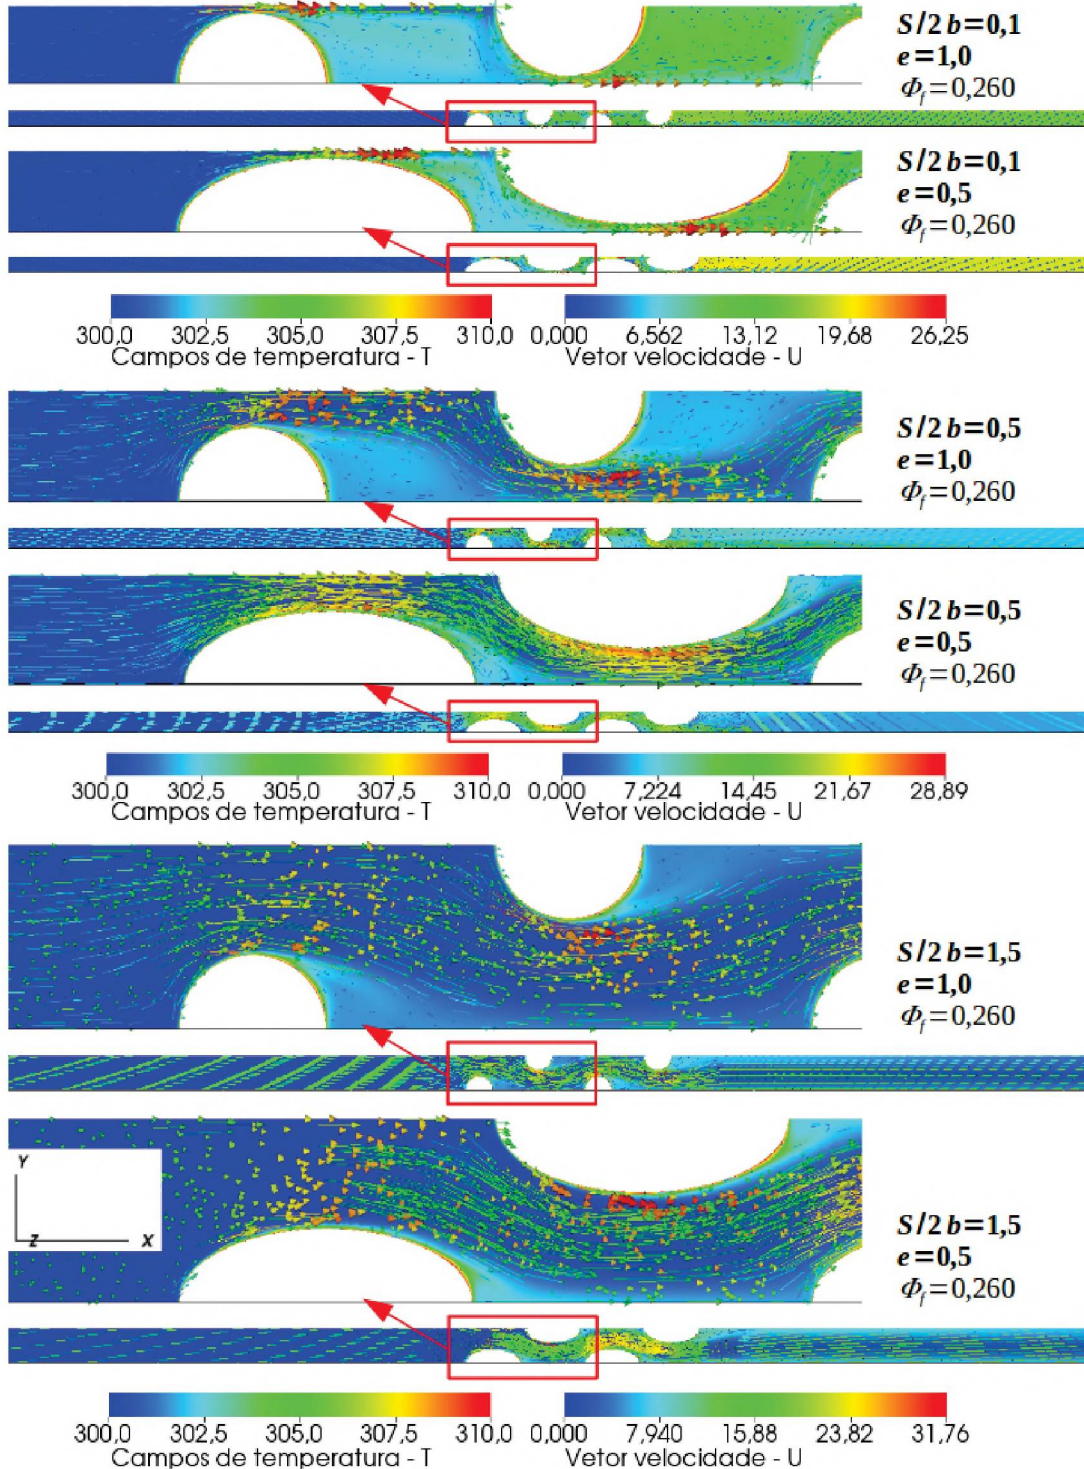 S/2b=0,1
e=1,0
Φf=0,260
S/2b=0,1
e=0,5
Φf=0,260
300,0 302,5 305,0 307,5 310,0 0,000 6,562 13,12 19,68 26,25
Campos de temperatura - T Vetor velocidade - U
S/2b=0,5
e=1,0
Φf=0,260
S/2b=0,5
e=0,5
Φf=0,260
300,0 302,5 305,0 307,5 310,0 0,000 7,224 14,45 21,67 28,89
Campos de temperatura - T Vetor velocidade - U
S/2b=1,5
e=1,0
Φf=0,260
Y
Z X
S/2b=1,5
e=0,5
Φf=0,260
300,0 302,5 305,0 307,5 310,0 0,000 7,940 15,88 23,82 31,76
Campos de temperatura - T Vetor velocidade - U